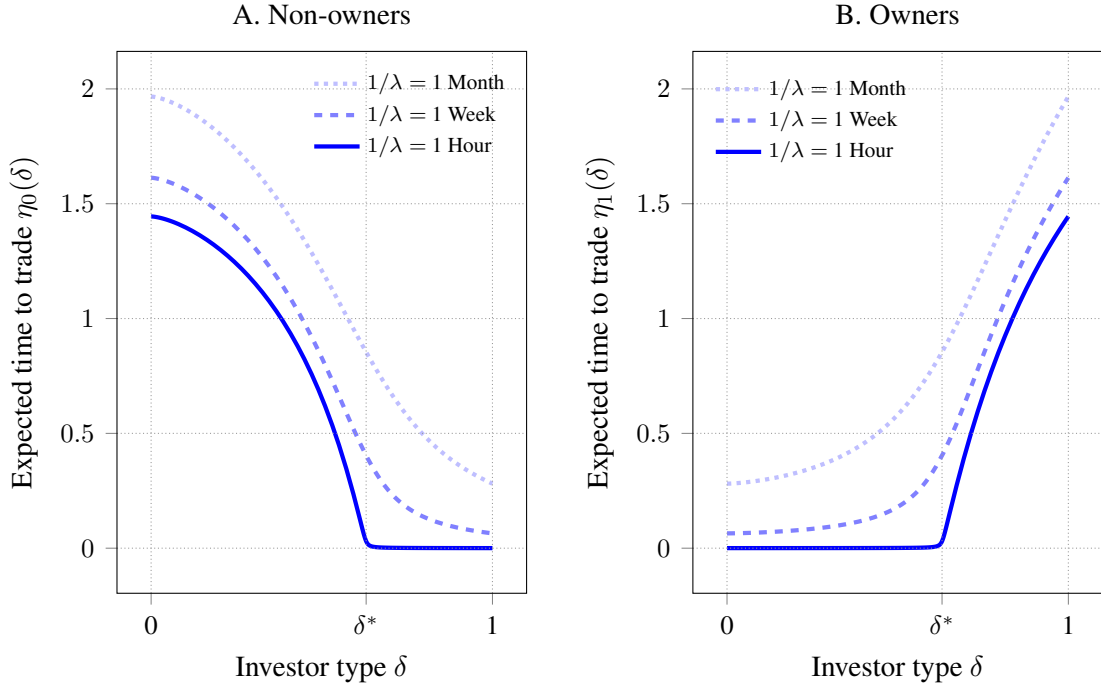 A. Non-owners
Expected time to trade η₀(δ)
2
1.5
1
0.5
0
1/λ = 1 Month
1/λ = 1 Week
1/λ = 1 Hour
0
δ*
1
Investor type δ
B. Owners
Expected time to trade η₁(δ)
2
1.5
1
0.5
0
1/λ = 1 Month
1/λ = 1 Week
1/λ = 1 Hour
0
δ*
1
Investor type δ